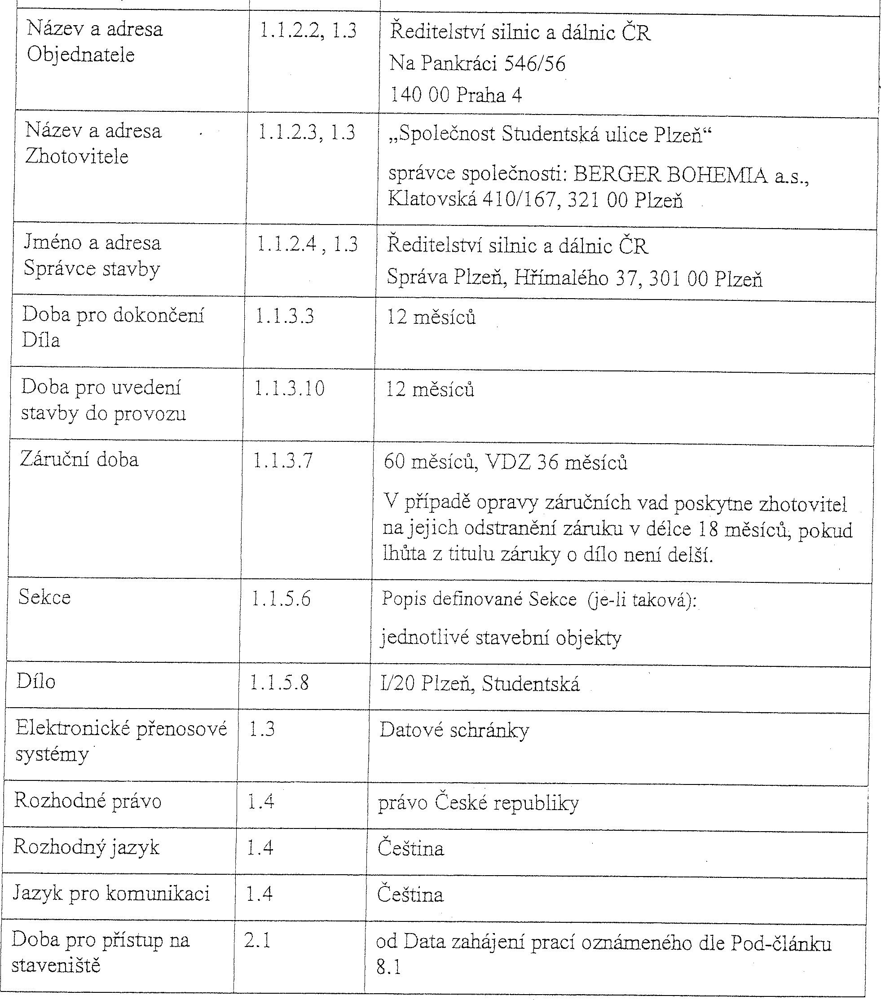 Název a adresa 1.1.2.2, 1.3 Ředitelství silnic a dálnic ČR
Objednatele
Na Pankráci 546/56
140 00 Praha 4
Název a adresa 1.1.2.3, 1.3 „Společnost Studentská ulice Plzeň“
Zhotovitele
správce společnosti: BERGER BOHEMIA a.s.,
Klatovská 410/167, 321 00 Plzeň
Jméno a adresa 1.1.2.4 , 1.3 Ředitelství silnic a dálnic ČR
Správce stavby Správa Plzeň, Hřímalého 37, 301 00 Plzeň
Doba pro dokončení 1.1.3.3 12 měsíců
Díla
Doba pro uvedení 1.1.3.10 12 měsíců
stavby do provozu
Záruční doba 1.1.3.7 60 měsíců, VDZ 36 měsíců
V případě opravy záručních vad poskytne zhotovitel
na jejich odstranění záruku v délce 18 měsíců, pokud
lhůta z titulu záruky o dílo není delší.
Sekce 1.1.5.6 Popis definované Sekce (je-li taková):
jednotlivé stavební objekty
Dílo 1.1.5.8 I/20 Plzeň, Studentská
Elektronické přenosové 1.3 Datové schránky
systémy
Rozhodné právo 1.4 právo České republiky
Rozhodný jazyk 1.4 Čeština
Jazyk pro komunikaci 1.4 Čeština
Doba pro přístup na 2.1 od Data zahájení prací oznámeného dle Pod-článku
staveniště 8.1